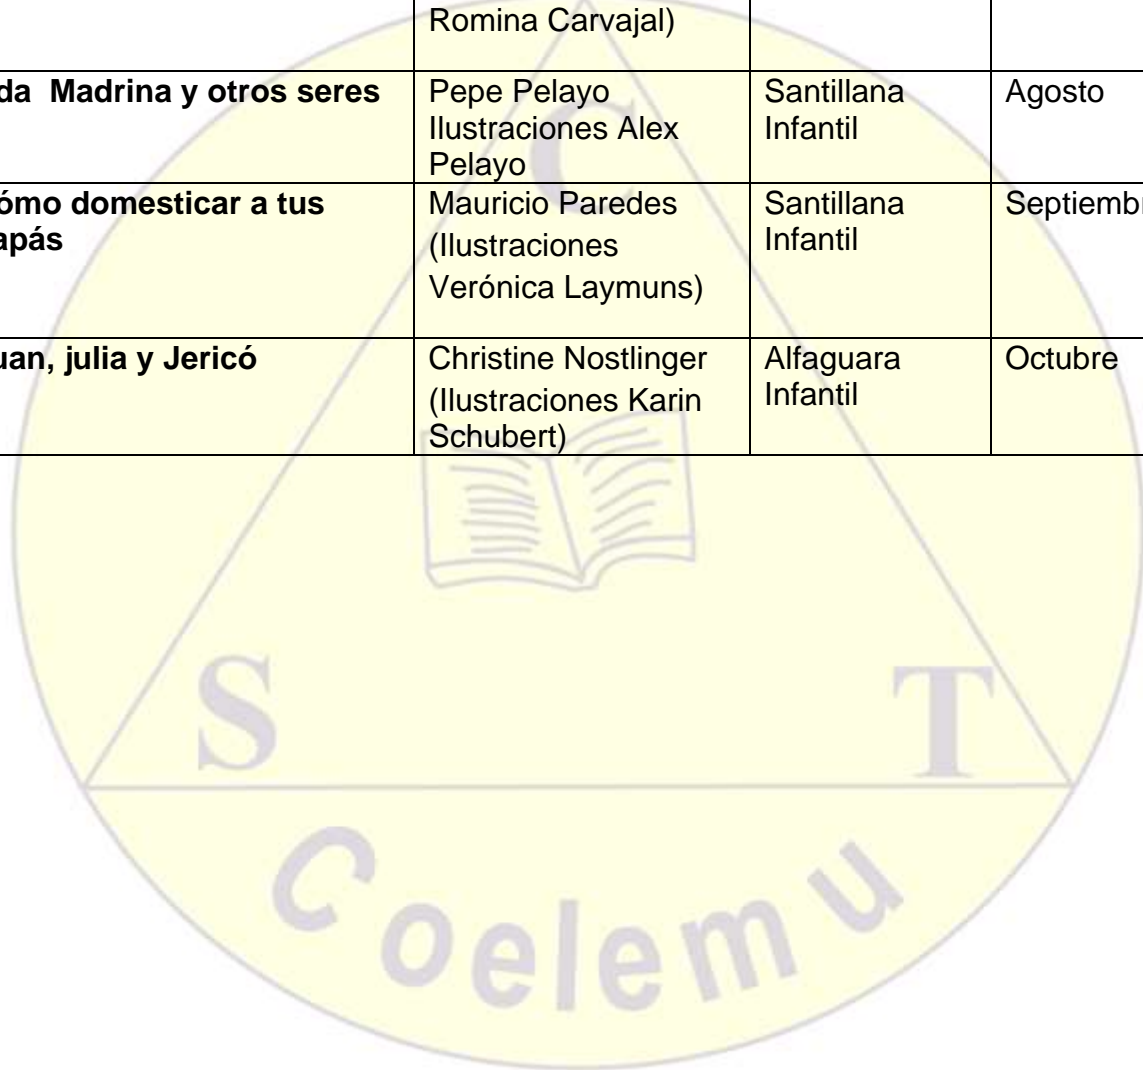 Romina Carvajal)
da Madrina y otros seres
Pepe Pelayo
Ilustraciones Alex
Pelayo
Santillana
Infantil
Agosto
ómo domesticar a tus
apás
Mauricio Paredes
(Ilustraciones
Verónica Laymuns)
Santillana
Infantil
Septiembr
uan, julia y Jericó
Christine Nostlinger
(Ilustraciones Karin
Schubert)
Alfaguara
Infantil
Octubre
C
S T
Coelemu